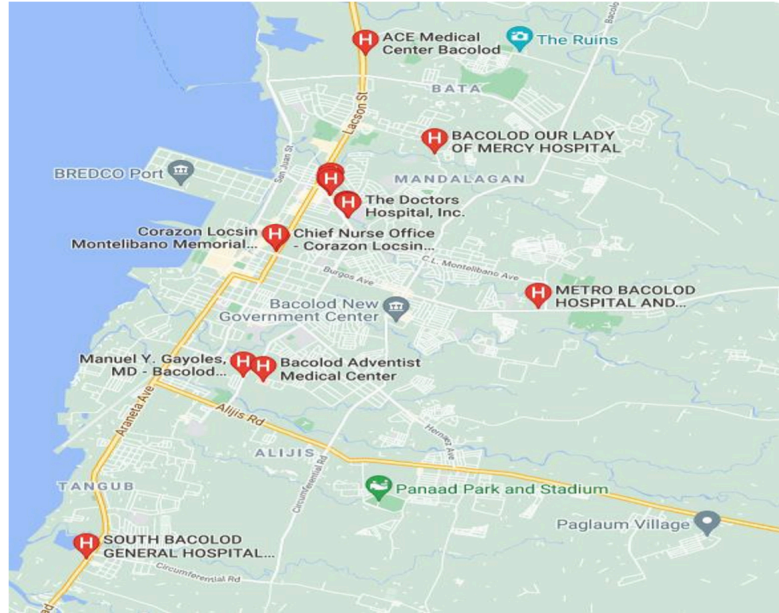 ACE Medical
Center Bacolod
The Ruins
Bacolo
BATA
Lacson St
BACOLOD OUR LADY
OF MERCY HOSPITAL
San Juan St
BREDCO Port
MANDALAGAN
The Doctors
Hospital, Inc.
Corazon Locsin
Montelibano Memorial...
Chief Nurse Office
- Corazon Locsin...
C.L. Montelibano Ave
Burgos Ave
METRO BACOLOD
HOSPITAL AND...
Bacolod New
Government Center
Manuel Y. Gayoles,
MD - Bacolod...
Bacolod Adventist
Medical Center
Araneta Ave
Alijis Rd
Hernaez Ave
ALIJIS
Circumferential Rd
TANGUB
Panaad Park and Stadium
Paglaum Village
SOUTH BACOLOD
GENERAL HOSPITAL...
Circumferential Rd
ad